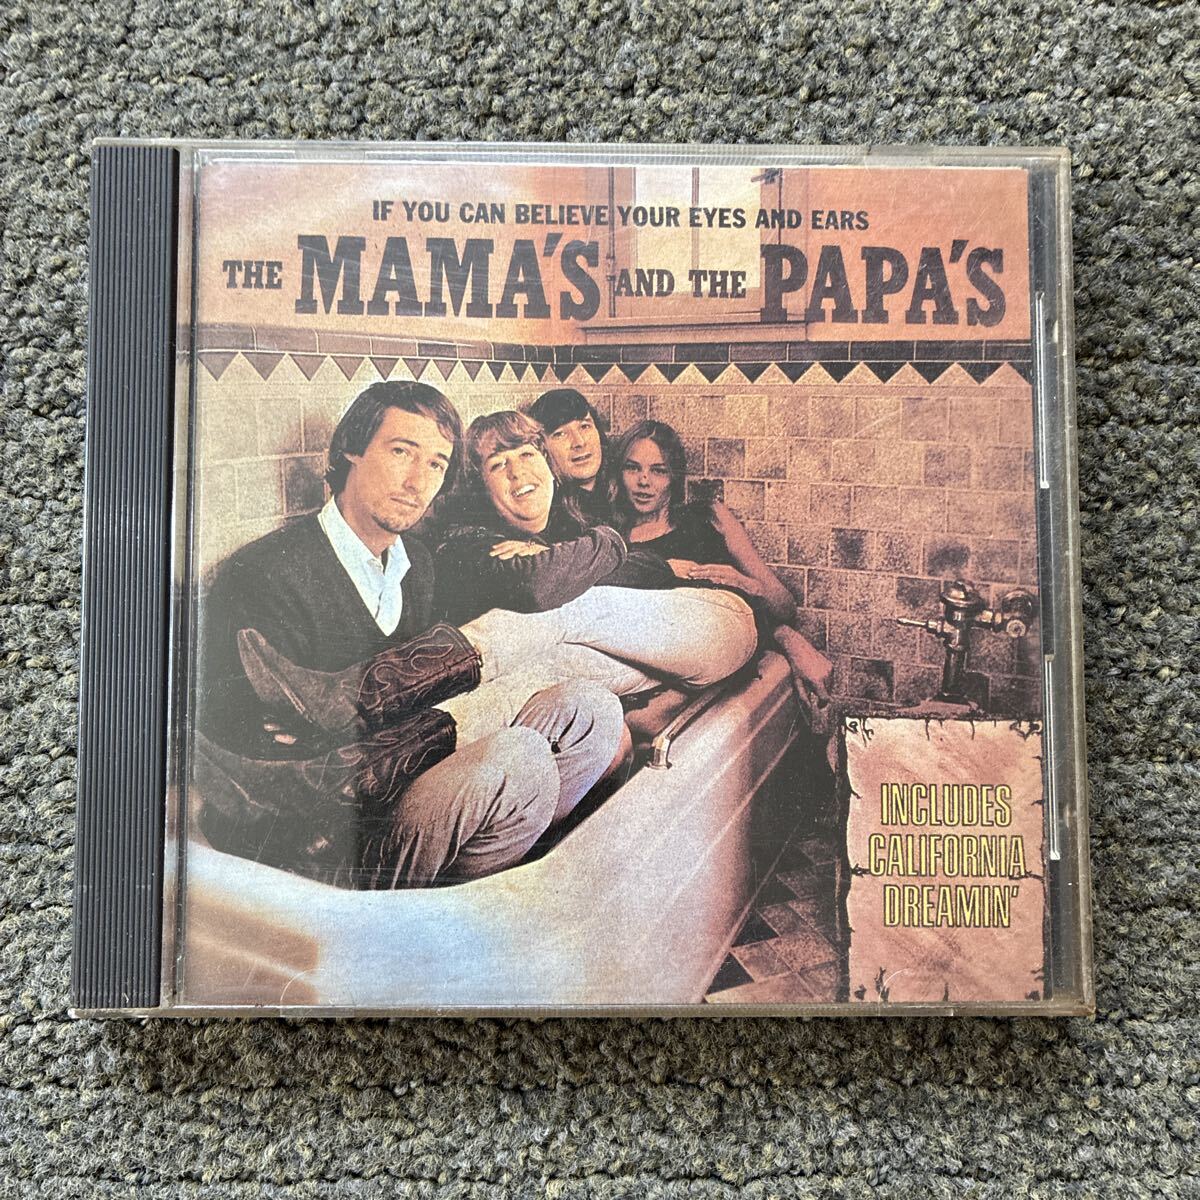 IF YOU CAN BELIEVE YOUR EYES AND EARS
THE MAMA'S AND THE PAPA'S
INCLUDES
CALIFORNIA
DREAMIN'